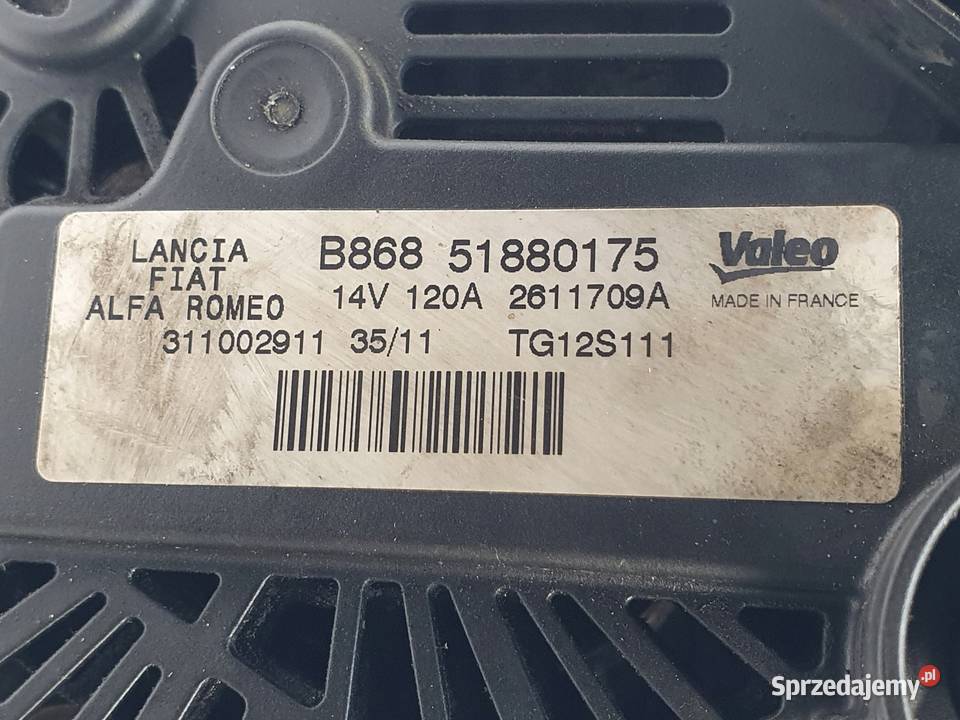 LANCIA
FIAT
ALFA ROMEO
B868 51880175
14V 120A 2611709A
311002911 35/11 TG12S111
Valeo
MADE IN FRANCE
Sprzedajemy.pl